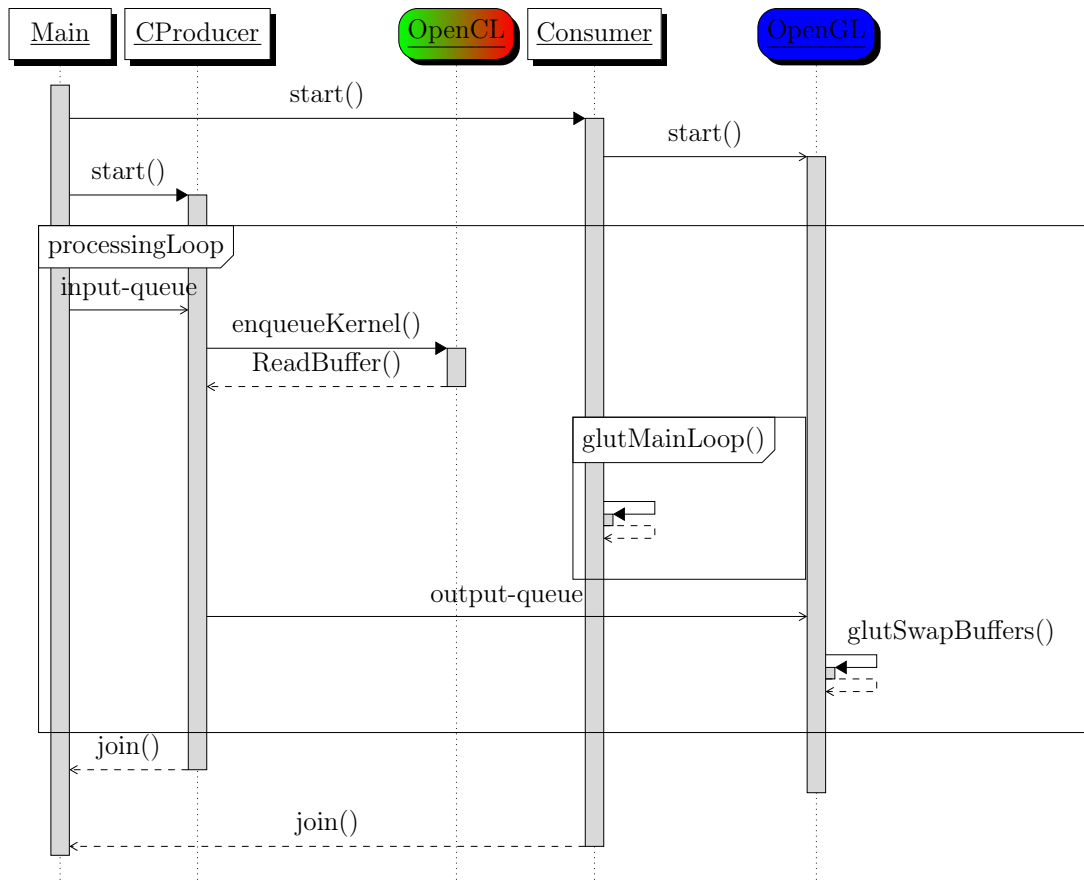 Main
CProducer
OpenCL
Consumer
OpenGL
start()
start()
start()
processingLoop
input-queue
enqueueKernel()
ReadBuffer()
glutMainLoop()
output-queue
glutSwapBuffers()
join()
join()